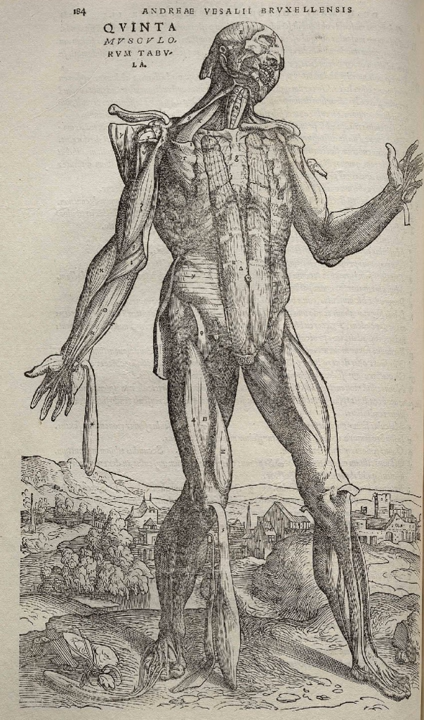 184
ANDREAE VESALII BRVXELLENSIS
QVINTA
MVSCVLO-
RVM TABV-
LA.